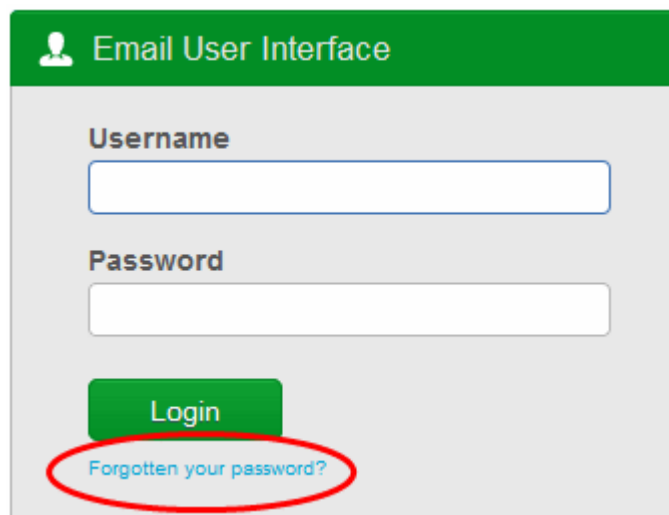 Email User Interface
Username
Password
Login
Forgotten your password?